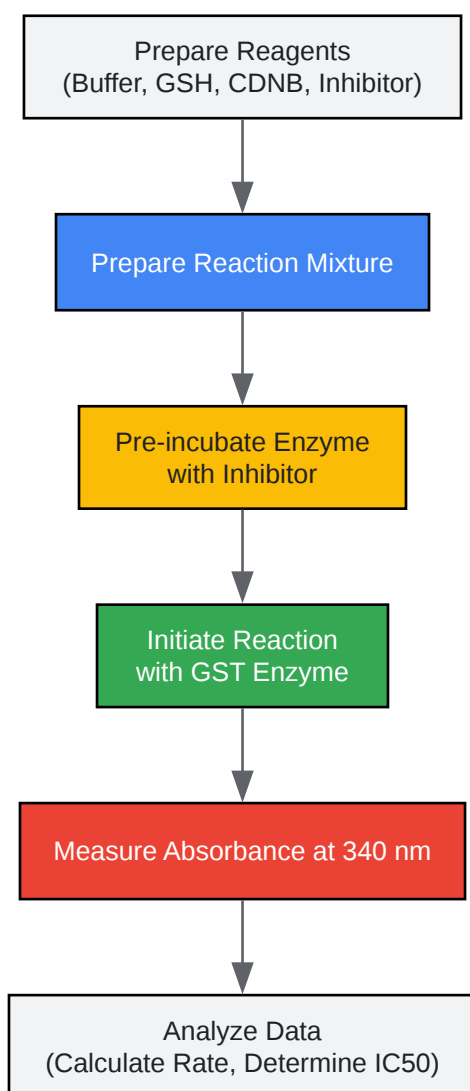 Prepare Reagents
(Buffer, GSH, CDNB, Inhibitor)
Prepare Reaction Mixture
Pre-incubate Enzyme
with Inhibitor
Initiate Reaction
with GST Enzyme
Measure Absorbance at 340 nm
Analyze Data
(Calculate Rate, Determine IC50)